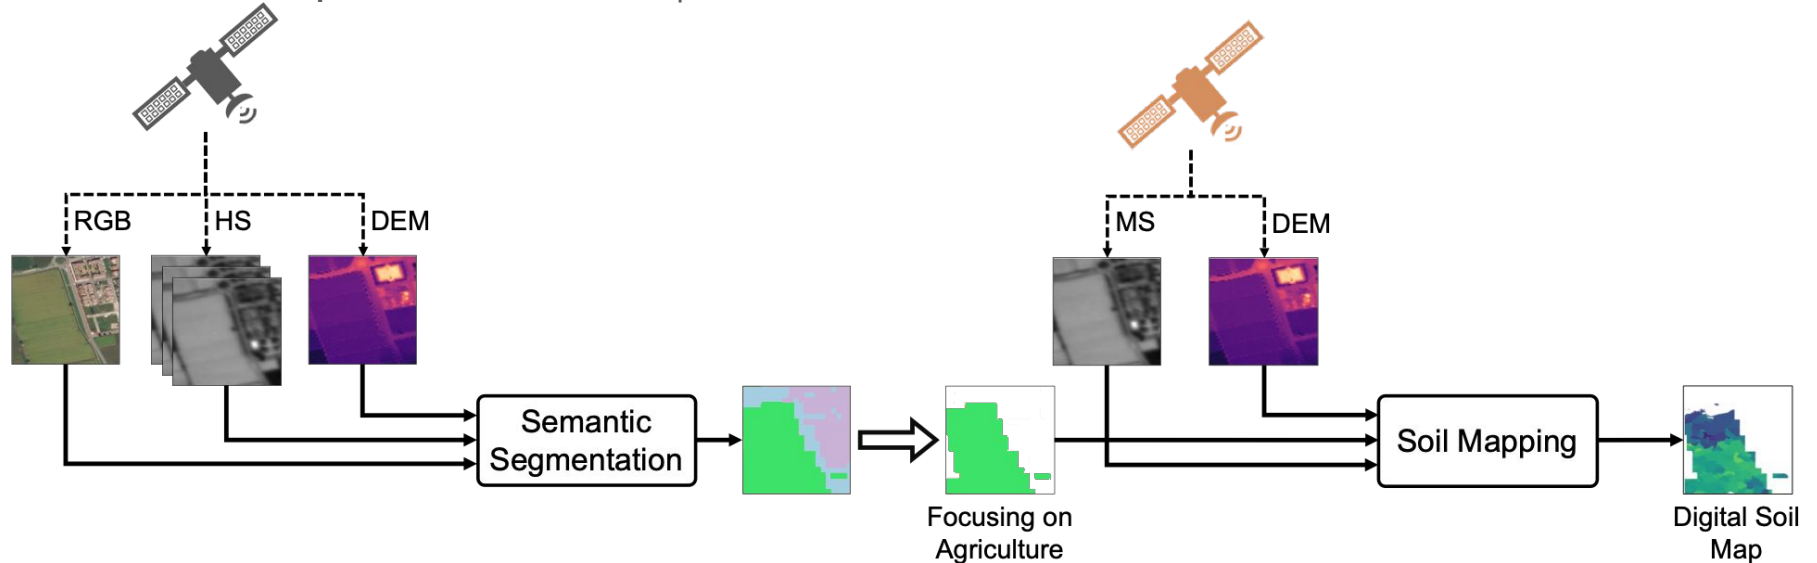 RGB
HS
DEM
MS
DEM
Semantic
Segmentation
Soil Mapping
Focusing on
Agriculture
Digital Soil
Map